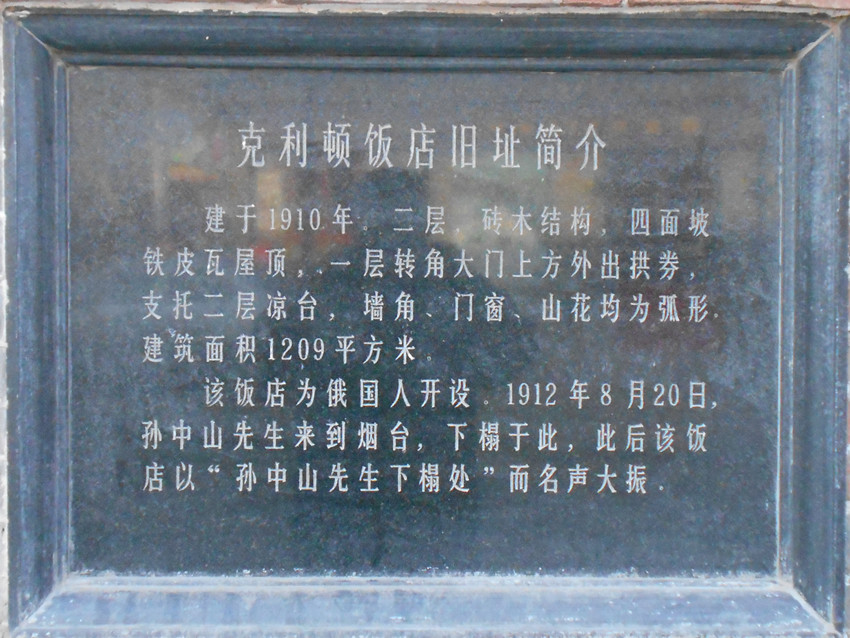 克利顿饭店旧址简介
建于1910年。二层,砖木结构,四面坡
铁皮瓦屋顶,一层转角大门上方外出拱券,
支托二层凉台,墙角、门窗、山花均为弧形.
建筑面积1209平方米。
该饭店为俄国人开设。1912年8月20日,
孙中山先生来到烟台,下榻于此,此后该饭
店以“孙中山先生下榻处”而名声大振.